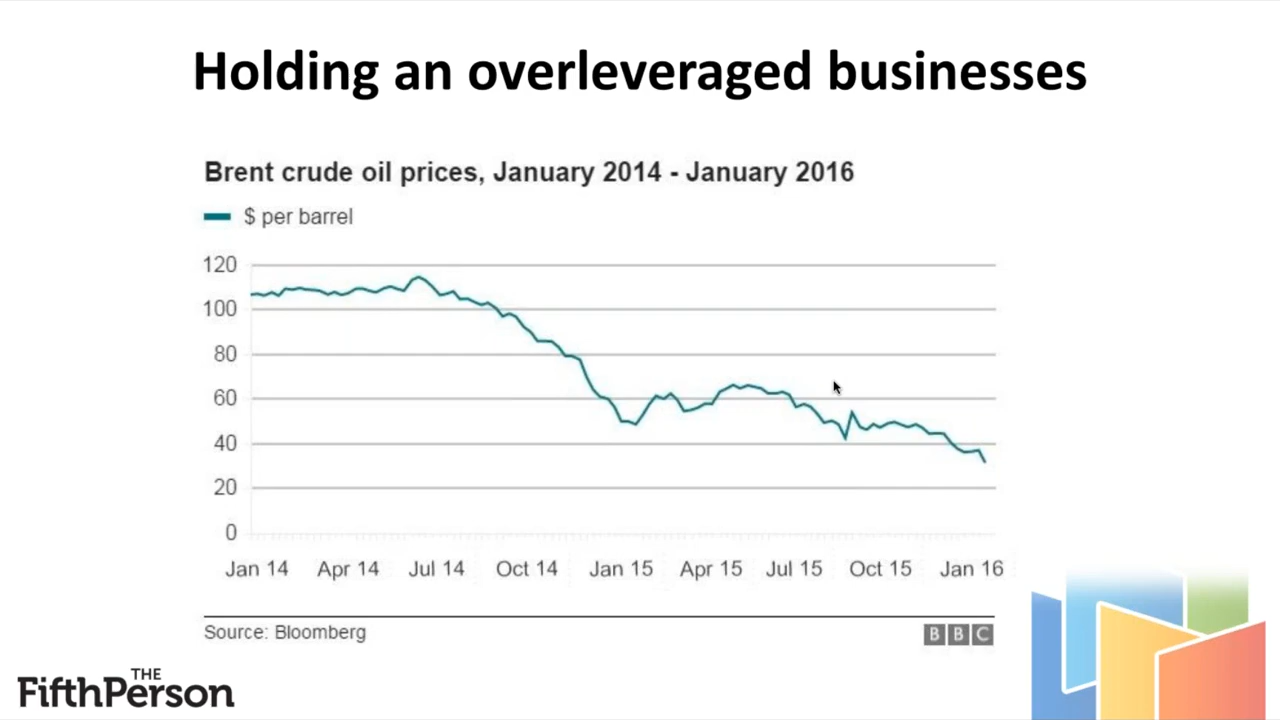 Holding an overleveraged businesses
Brent crude oil prices, January 2014 - January 2016
$ per barrel
120
100
80
60
40
20
0
Jan 14 Apr 14 Jul 14 Oct 14 Jan 15 Apr 15 Jul 15 Oct 15 Jan 16
Source: Bloomberg
BBC
THE
FifthPerson